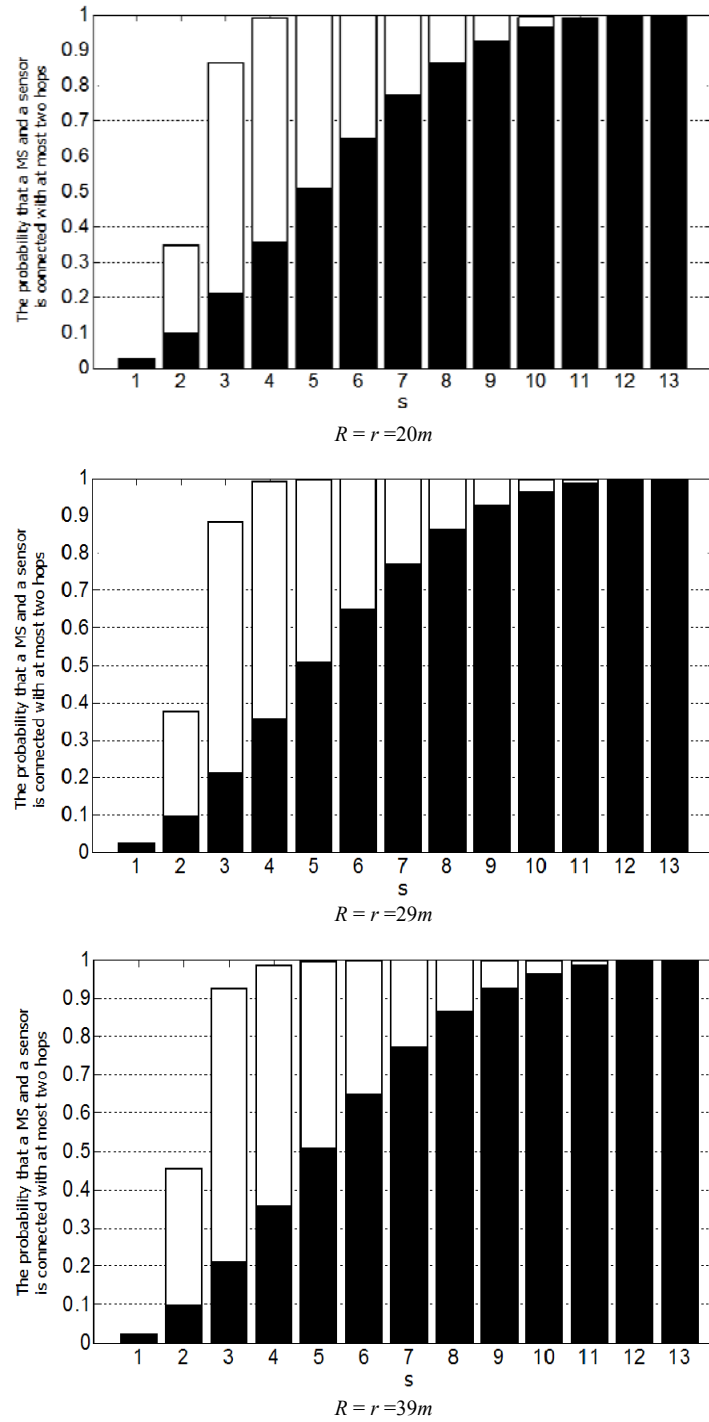 The probability that a MS and a sensor
is connected with at most two hops
1
0.9
0.8
0.7
0.6
0.5
0.4
0.3
0.2
0.1
0
1 2 3 4 5 6 7 8 9 10 11 12 13
s
R = r =20m
The probability that a MS and a sensor
is connected with at most two hops
1
0.9
0.8
0.7
0.6
0.5
0.4
0.3
0.2
0.1
0
1 2 3 4 5 6 7 8 9 10 11 12 13
s
R = r =29m
The probability that a MS and a sensor
is connected with at most two hops
1
0.9
0.8
0.7
0.6
0.5
0.4
0.3
0.2
0.1
0
1 2 3 4 5 6 7 8 9 10 11 12 13
s
R = r =39m